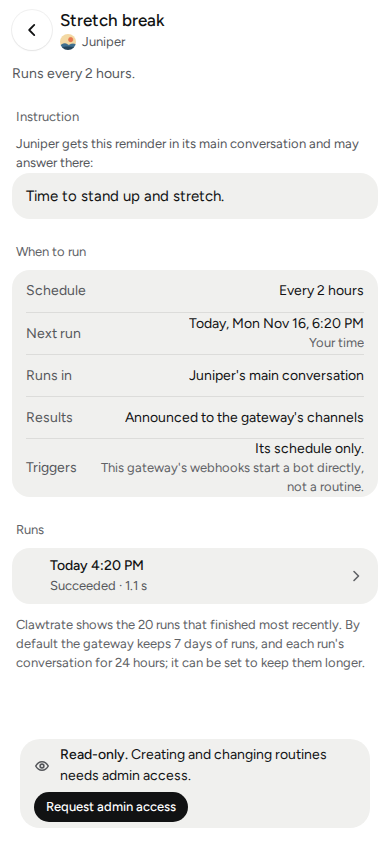 Stretch break
Juniper
Runs every 2 hours.
Instruction
Juniper gets this reminder in its main conversation and may
answer there:
Time to stand up and stretch.
When to run
Schedule
Every 2 hours
Next run
Today, Mon Nov 16, 6:20 PM
Your time
Runs in
Juniper's main conversation
Results
Announced to the gateway's channels
Triggers
Its schedule only.
This gateway's webhooks start a bot directly,
not a routine.
Runs
Today 4:20 PM
Succeeded · 1.1 s
Clawtrate shows the 20 runs that finished most recently. By
default the gateway keeps 7 days of runs, and each run's
conversation for 24 hours; it can be set to keep them longer.
Read-only. Creating and changing routines
needs admin access.
Request admin access